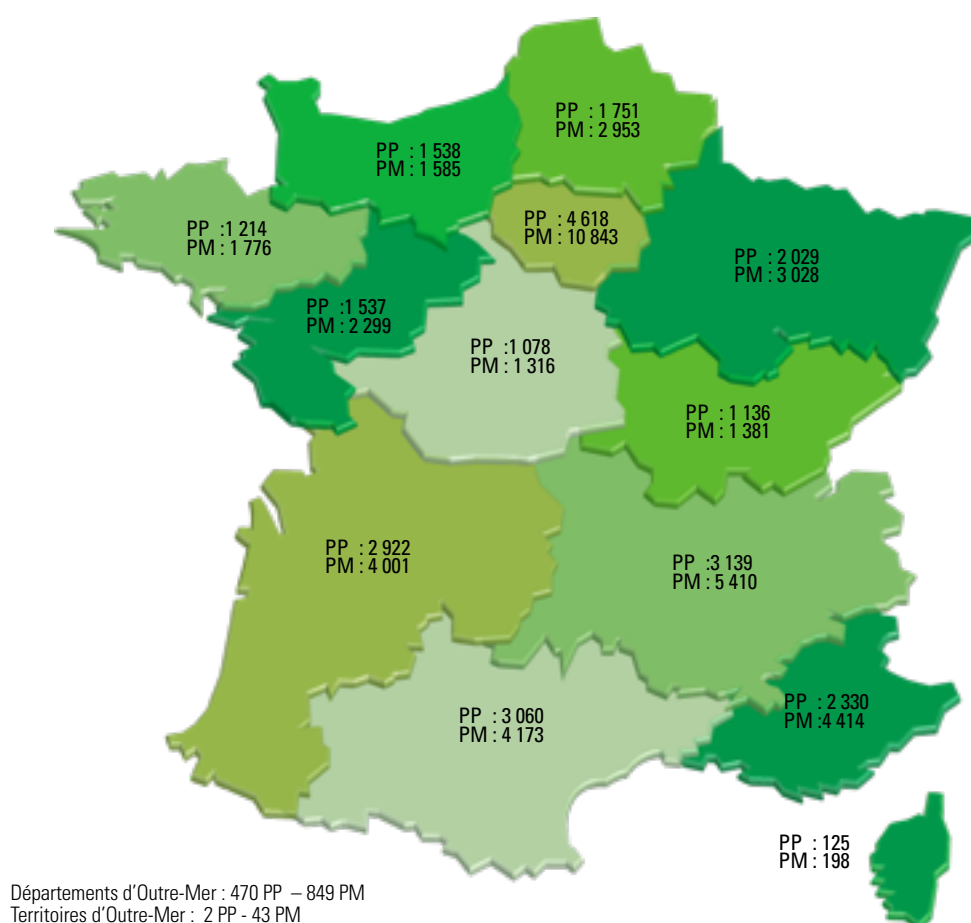 PP : 1 751
PM : 2 953
PP : 1 538
PM : 1 585
PP : 4 618
PM : 10 843
PP :1 214
PM : 1 776
PP : 2 029
PM : 3 028
PP :1 537
PM : 2 299
PP :1 078
PM : 1 316
PP : 1 136
PM : 1 381
PP : 2 922
PM : 4 001
PP :3 139
PM : 5 410
PP : 2 330
PM :4 414
PP : 3 060
PM : 4 173
PP : 125
PM : 198
Départements d'Outre-Mer : 470 PP – 849 PM
Territoires d'Outre-Mer : 2 PP - 43 PM